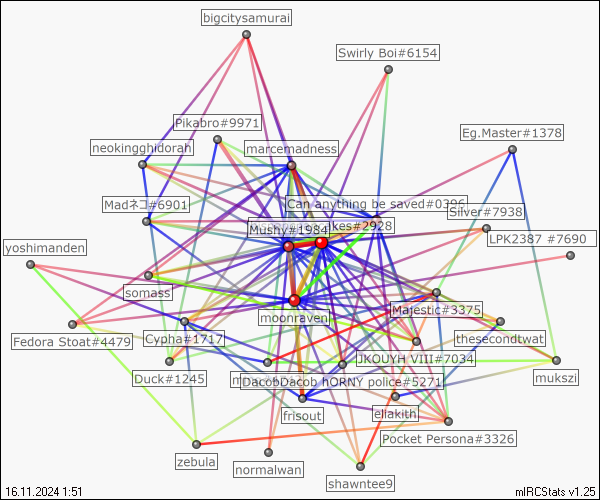 bigcitysamurai
Swirly Boi#6154
Pikabro#9971
Eg.Master#1378
neokingghidorah
marcemadness
Madネコ#6901
Can anything be saved#0396
Silver#7938
Mushy#1984
kes#2928
yoshimanden
LPK2387 #7690
somass
moonraven
Majestic#3375
Fedora Stoat#4479
Cypha#1717
thesecondtwat
JKOUYH VIII#7034
Duck#1245
DacobDacob hORNY police#5271
mukszi
frisout
eliakith
Pocket Persona#3326
zebula
normalwan
shawntee9
16.11.2024 1:51
mIRCStats v1.25